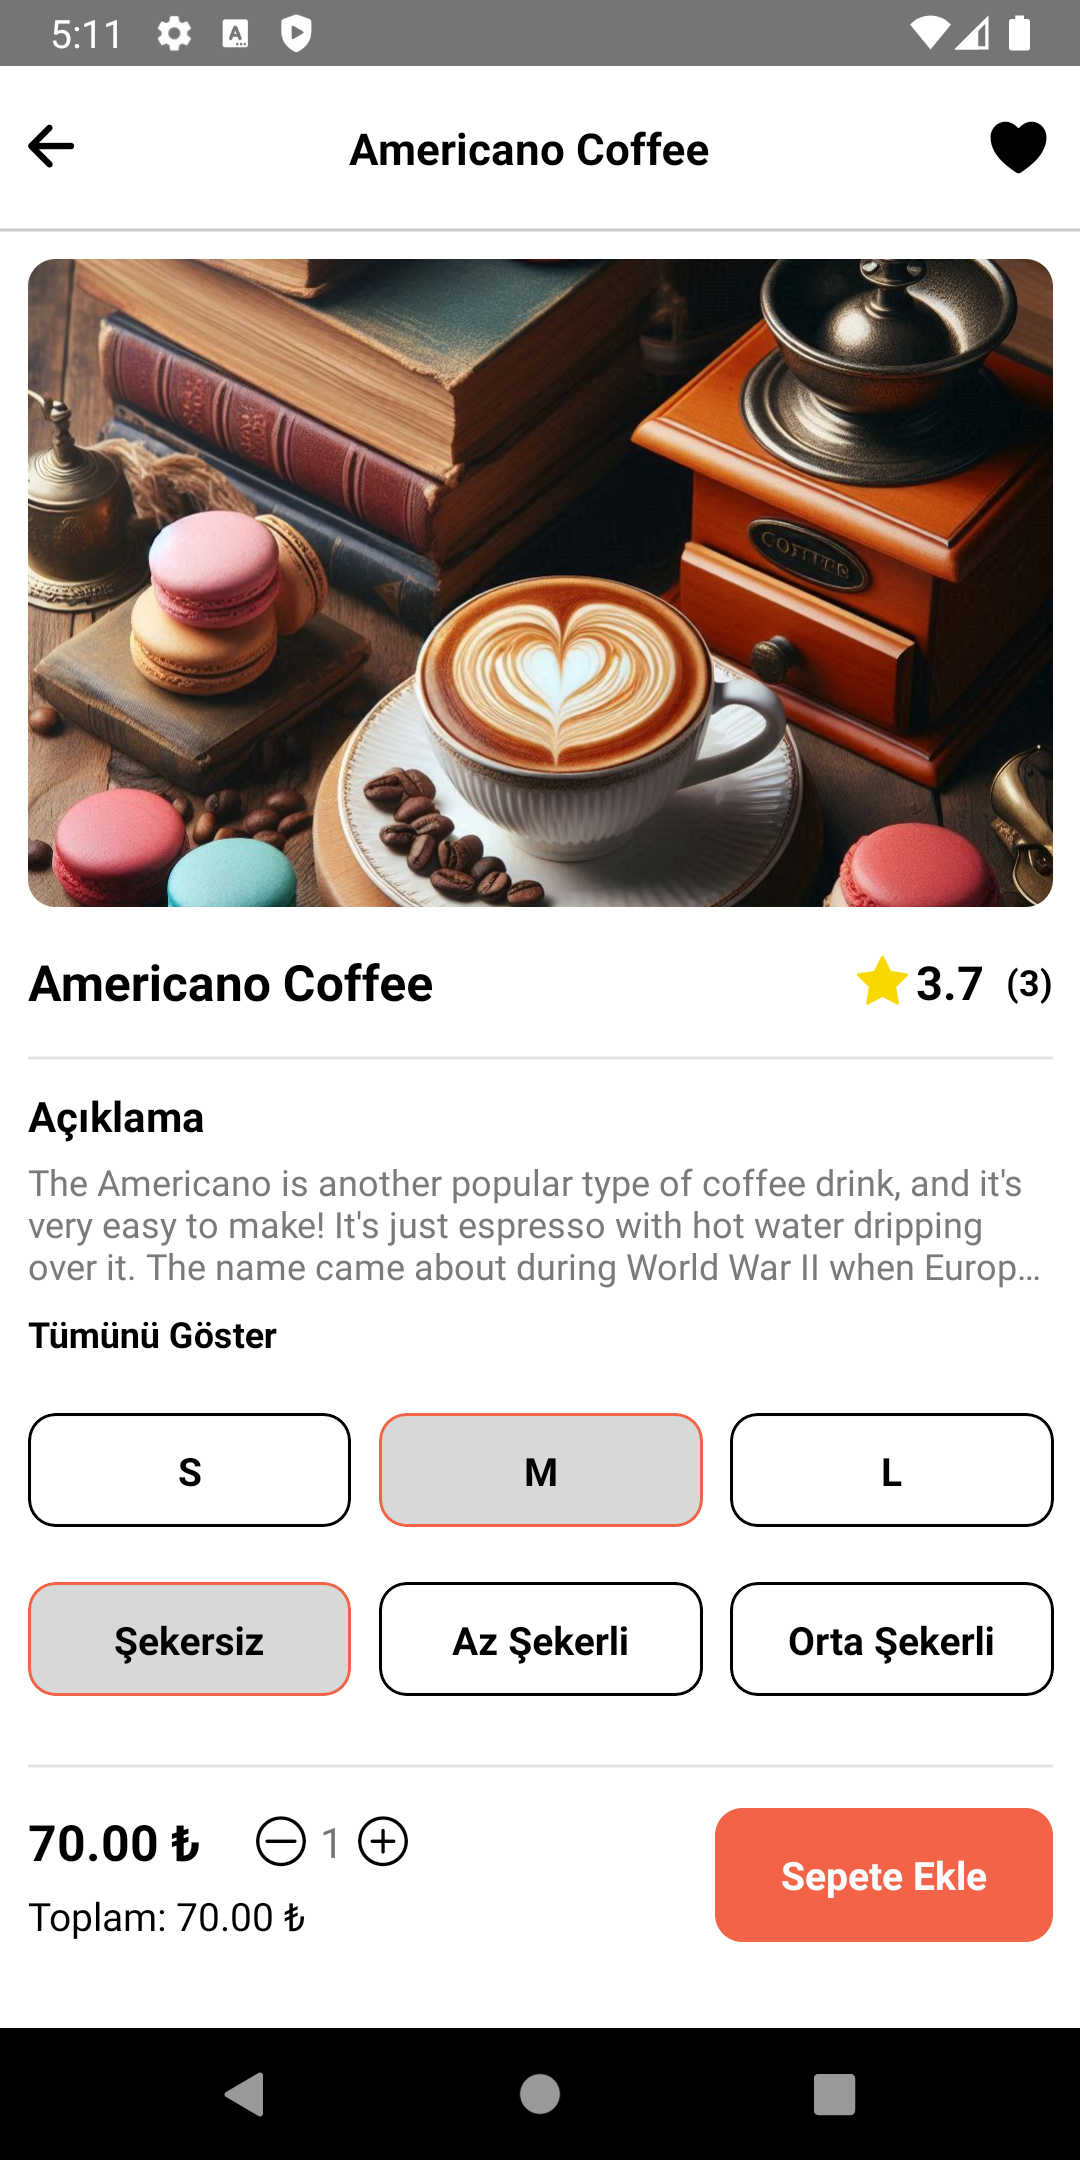 5:11
Americano Coffee
COFFEE
Americano Coffee
3.7 (3)
Açıklama
The Americano is another popular type of coffee drink, and it's
very easy to make! It's just espresso with hot water dripping
over it. The name came about during World War II when Europ...
Tümünü Göster
S M L
Şekersiz Az Şekerli Orta Şekerli
70.00 ₺ 1
Sepete Ekle
Toplam: 70.00 ₺